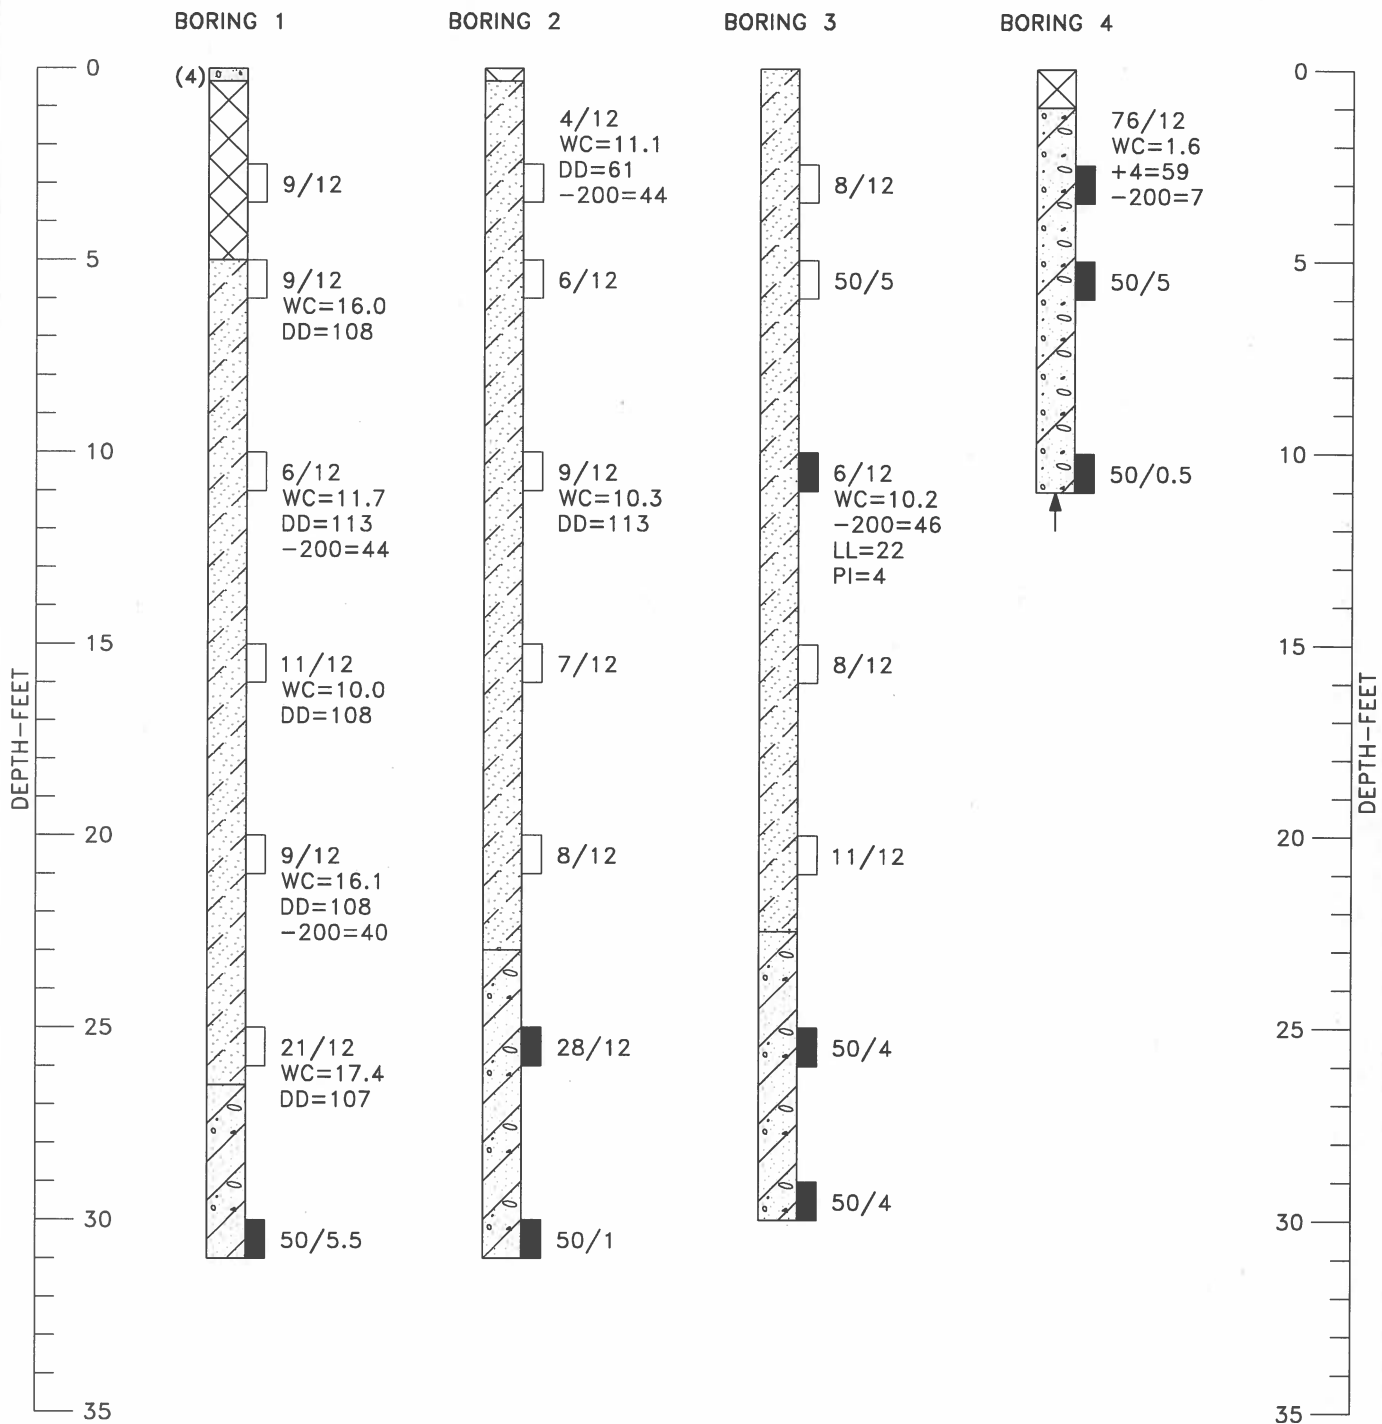 BORING 1
BORING 2
BORING 3
BORING 4
DEPTH-FEET
0
5
10
15
20
25
30
35
(4)
9/12
9/12
WC=16.0
DD=108
6/12
WC=11.7
DD=113
-200=44
11/12
WC=10.0
DD=108
9/12
WC=16.1
DD=108
-200=40
21/12
WC=17.4
DD=107
50/5.5
4/12
WC=11.1
DD=61
-200=44
6/12
9/12
WC=10.3
DD=113
7/12
8/12
28/12
50/1
8/12
50/5
6/12
WC=10.2
-200=46
LL=22
PI=4
8/12
11/12
50/4
50/4
76/12
WC=1.6
+4=59
-200=7
50/5
50/0.5
0
5
10
15
20
25
30
35
DEPTH-FEET